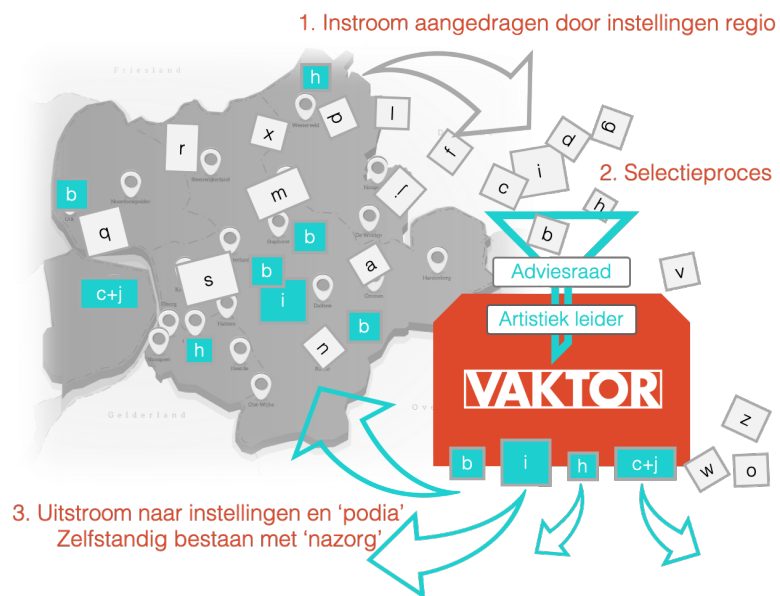 1. Instroom aangedragen door instellingen regio
Friesland
h
p
l
r
x
f
d
g
i
c
h
2. Selectieproces
b
m
j
q
b
b
s
b
i
a
c+j
b
h
n
v
Adviesraad
Artistiek leider
VAKTOR
Gelderland
b
i
h
c+j
z
w
o
3. Uitstroom naar instellingen en ‘podia’
Zelfstandig bestaan met ‘nazorg’